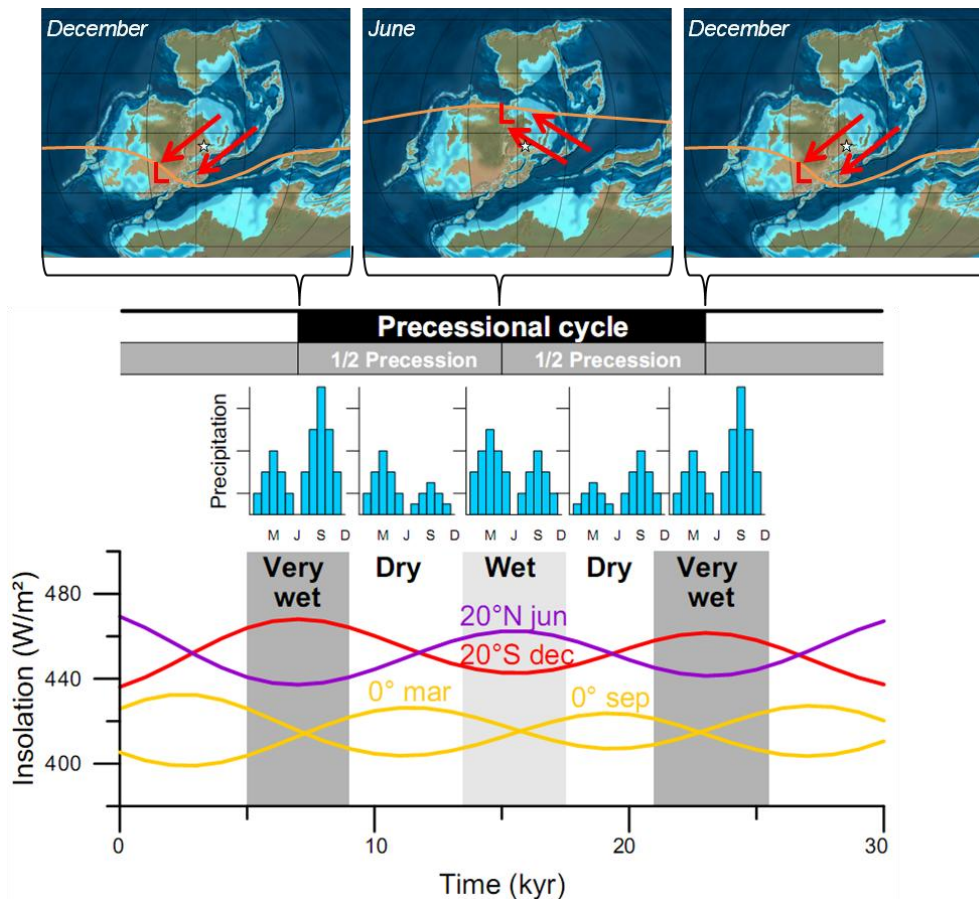 December
June
December
L
L
L
Precessional cycle
1/2 Precession
1/2 Precession
Precipitation
M J S D
M J S D
M J S D
M J S D
M J S D
Very
wet
Dry
Wet
Dry
Very
wet
20°N jun
20°S dec
0° mar
0° sep
Insolation (W/m²)
480
440
400
0
10
20
30
Time (kyr)